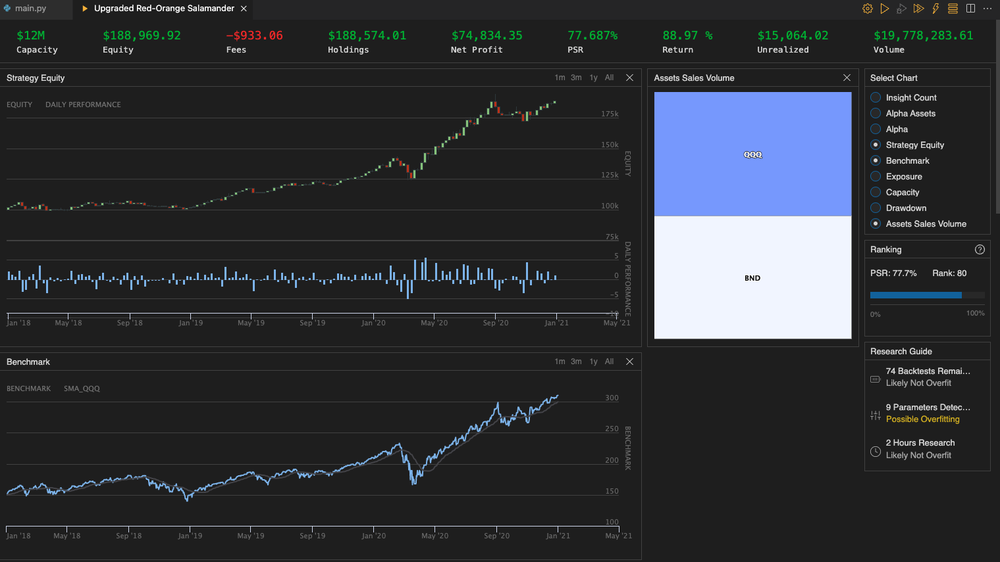 main.py
Upgraded Red-Orange Salamander
$12M
Capacity
$188,969.92
Equity
−$933.06
Fees
$188,574.01
Holdings
$74,834.35
Net Profit
77.687%
PSR
88.97 %
Return
$15,064.02
Unrealized
$19,778,283.61
Volume
Strategy Equity
1m 3m 1y All
EQUITY DAILY PERFORMANCE
175k
150k
125k
100k
75k
EQUITY
5
0
−5
−10
DAILY PERFORMANCE
Jan '18 May '18 Sep '18 Jan '19 May '19 Sep '19 Jan '20 May '20 Sep '20 Jan '21 May '21
Assets Sales Volume
QQQ
BND
Select Chart
Insight Count
Alpha Assets
Alpha
Strategy Equity
Benchmark
Exposure
Capacity
Drawdown
Assets Sales Volume
Ranking
PSR: 77.7% Rank: 80
0% 100%
Research Guide
74 Backtests Remai...
Likely Not Overfit
9 Parameters Detec...
Possible Overfitting
2 Hours Research
Likely Not Overfit
Benchmark
1m 3m 1y All
BENCHMARK SMA_QQQ
300
250
200
150
100
BENCHMARK
Jan '18 May '18 Sep '18 Jan '19 May '19 Sep '19 Jan '20 May '20 Sep '20 Jan '21 May '21